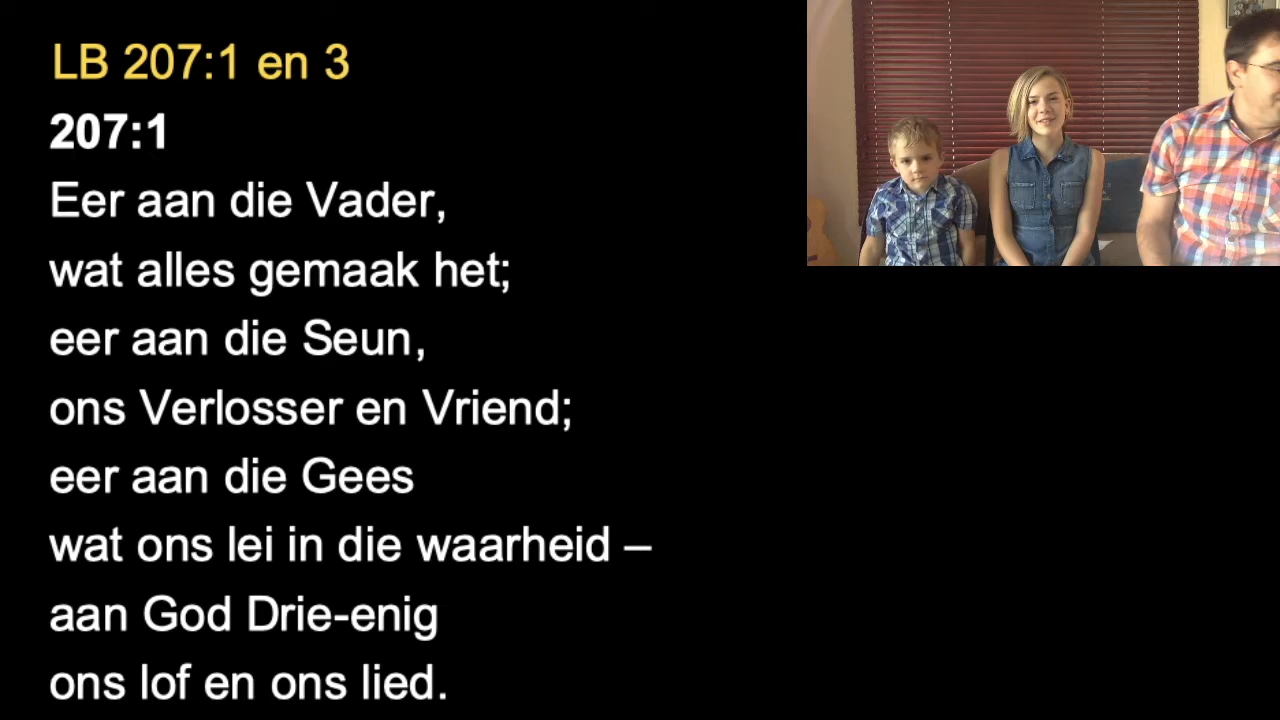 LB 207:1 en 3
207:1
Eer aan die Vader,
wat alles gemaak het;
eer aan die Seun,
ons Verlosser en Vriend;
eer aan die Gees
wat ons lei in die waarheid –
aan God Drie-enig
ons lof en ons lied.